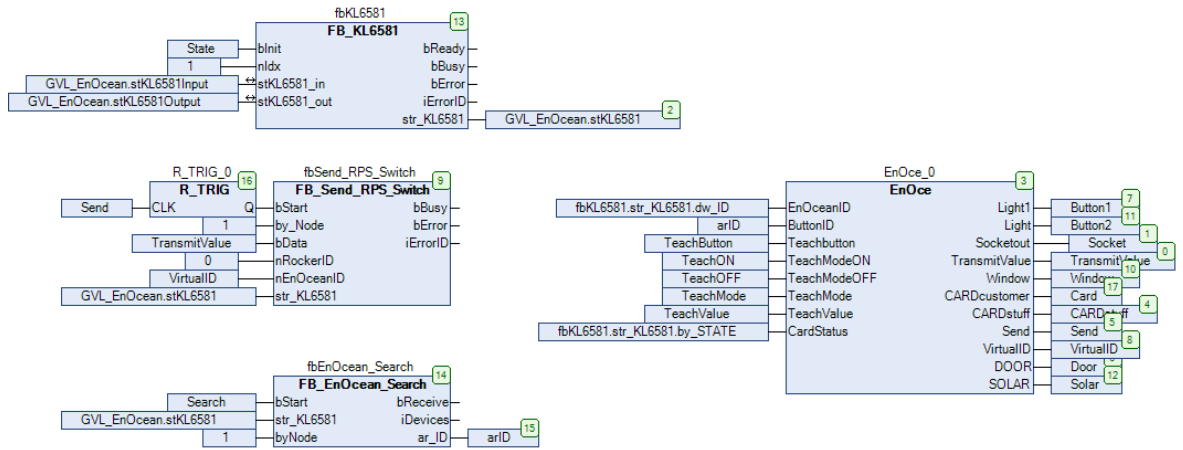 fbKL6581
FB_KL6581 13
State bInit bReady
1 nIdx bBusy
GVL_EnOcean.stKL6581Input stKL6581_in bError
GVL_EnOcean.stKL6581Output stKL6581_out iErrorID
str_KL6581 GVL_EnOcean.stKL6581 2
R_TRIG_0
R_TRIG 16
Send CLK Q
fbSend_RPS_Switch
FB_Send_RPS_Switch 9
bStart bBusy
1 by_Node bError
TransmitValue bData iErrorID
0 nRockerID
VirtualID nEnOceanID
GVL_EnOcean.stKL6581 str_KL6581
fbEnOcean_Search
FB_EnOcean_Search 14
Search bStart bReceive
GVL_EnOcean.stKL6581 str_KL6581 iDevices
1 byNode ar_ID arID 15
EnOce_0
EnOce 3
fbKL6581.str_KL6581.dw_ID EnOceanID Light1 Button1 7
arID ButtonID Light Button2 11
TeachButton Teachbutton Socketout Socket 1
TeachON TeachModeON TransmitValue TransmitValue 0
TeachOFF TeachModeOFF Window Window 10
TeachMode TeachMode CARDcustomer Card 17
TeachValue TeachValue CARDstuff CARDstuff 4
fbKL6581.str_KL6581.by_STATE CardStatus Send Send 5
VirtualID VirtualID 8
DOOR Door
SOLAR Solar 12